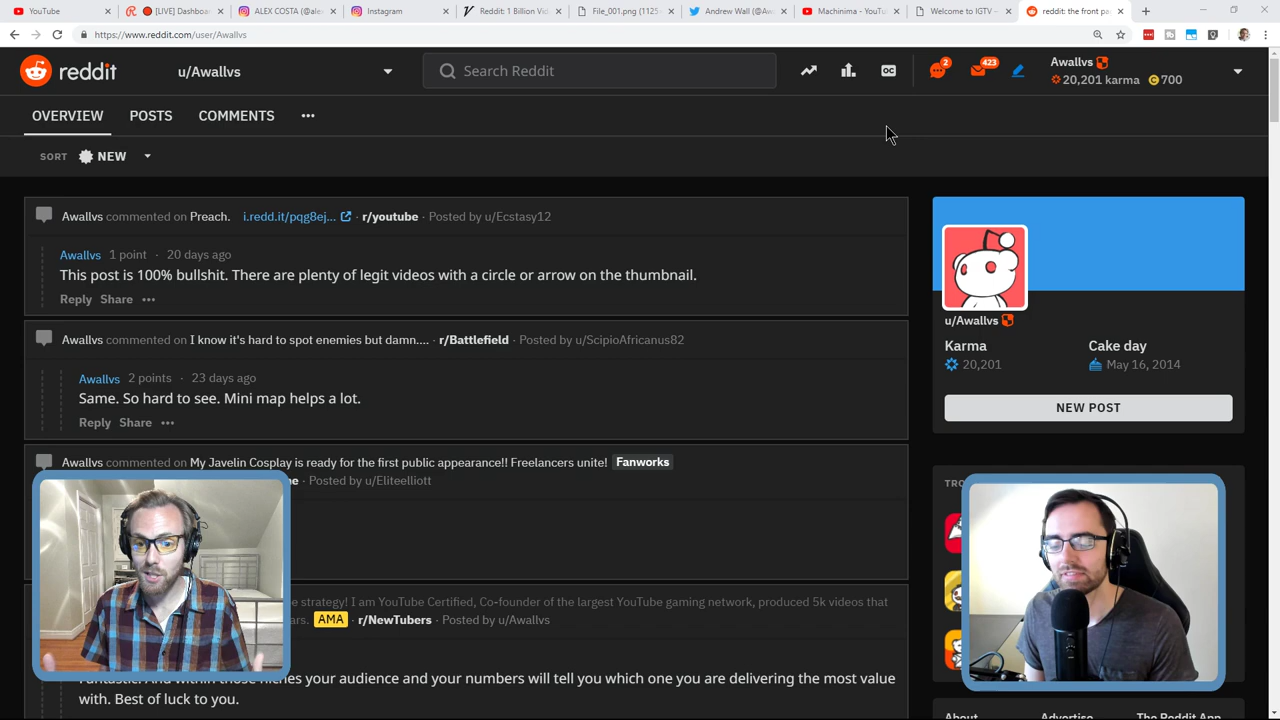 YouTube
[LIVE] Dashboa
ALEX COSTA (@ale
Instagram
Reddit: 1 Billion Vi
File_001.png (1125
Andrew Wall (@Aw
Machinima - YouTu
Welcome to IGTV –
reddit: the front pa
https://www.reddit.com/user/Awallvs
reddit
u/Awallvs
Search Reddit
OC
2
423
Awallvs
20,201 karma
C 700
OVERVIEW
POSTS
COMMENTS
SORT
NEW
Awallvs commented on Preach. i.redd.it/pqg8ej... · r/youtube · Posted by u/Ecstasy12
Awallvs 1 point · 20 days ago
This post is 100% bullshit. There are plenty of legit videos with a circle or arrow on the thumbnail.
Reply Share
Awallvs commented on I know it's hard to spot enemies but damn.... · r/Battlefield · Posted by u/ScipioAfricanus82
Awallvs 2 points · 23 days ago
Same. So hard to see. Mini map helps a lot.
Reply Share
Awallvs commented on My Javelin Cosplay is ready for the first public appearance!! Freelancers unite! Fanworks
· Posted by u/Eliteelliott
strategy! I am YouTube Certified, Co-founder of the largest YouTube gaming network, produced 5k videos that
AMA · r/NewTubers · Posted by u/Awallvs
Fantastic! And within those niches your audience and your numbers will tell you which one you are delivering the most value
with. Best of luck to you.
u/Awallvs
Karma
20,201
Cake day
May 16, 2014
NEW POST
TRO
About
Advertise
The Reddit App